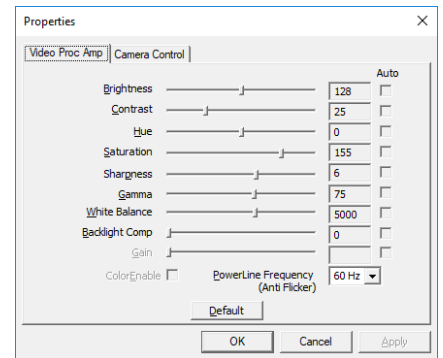 Properties
Video Proc Amp Camera Control
Auto
Brightness 128
Contrast 25
Hue 0
Saturation 155
Sharpness 6
Gamma 75
White Balance 5000
Backlight Comp 0
Gain
ColorEnable PowerLine Frequency 60 Hz
(Anti Flicker)
Default
OK Cancel Apply